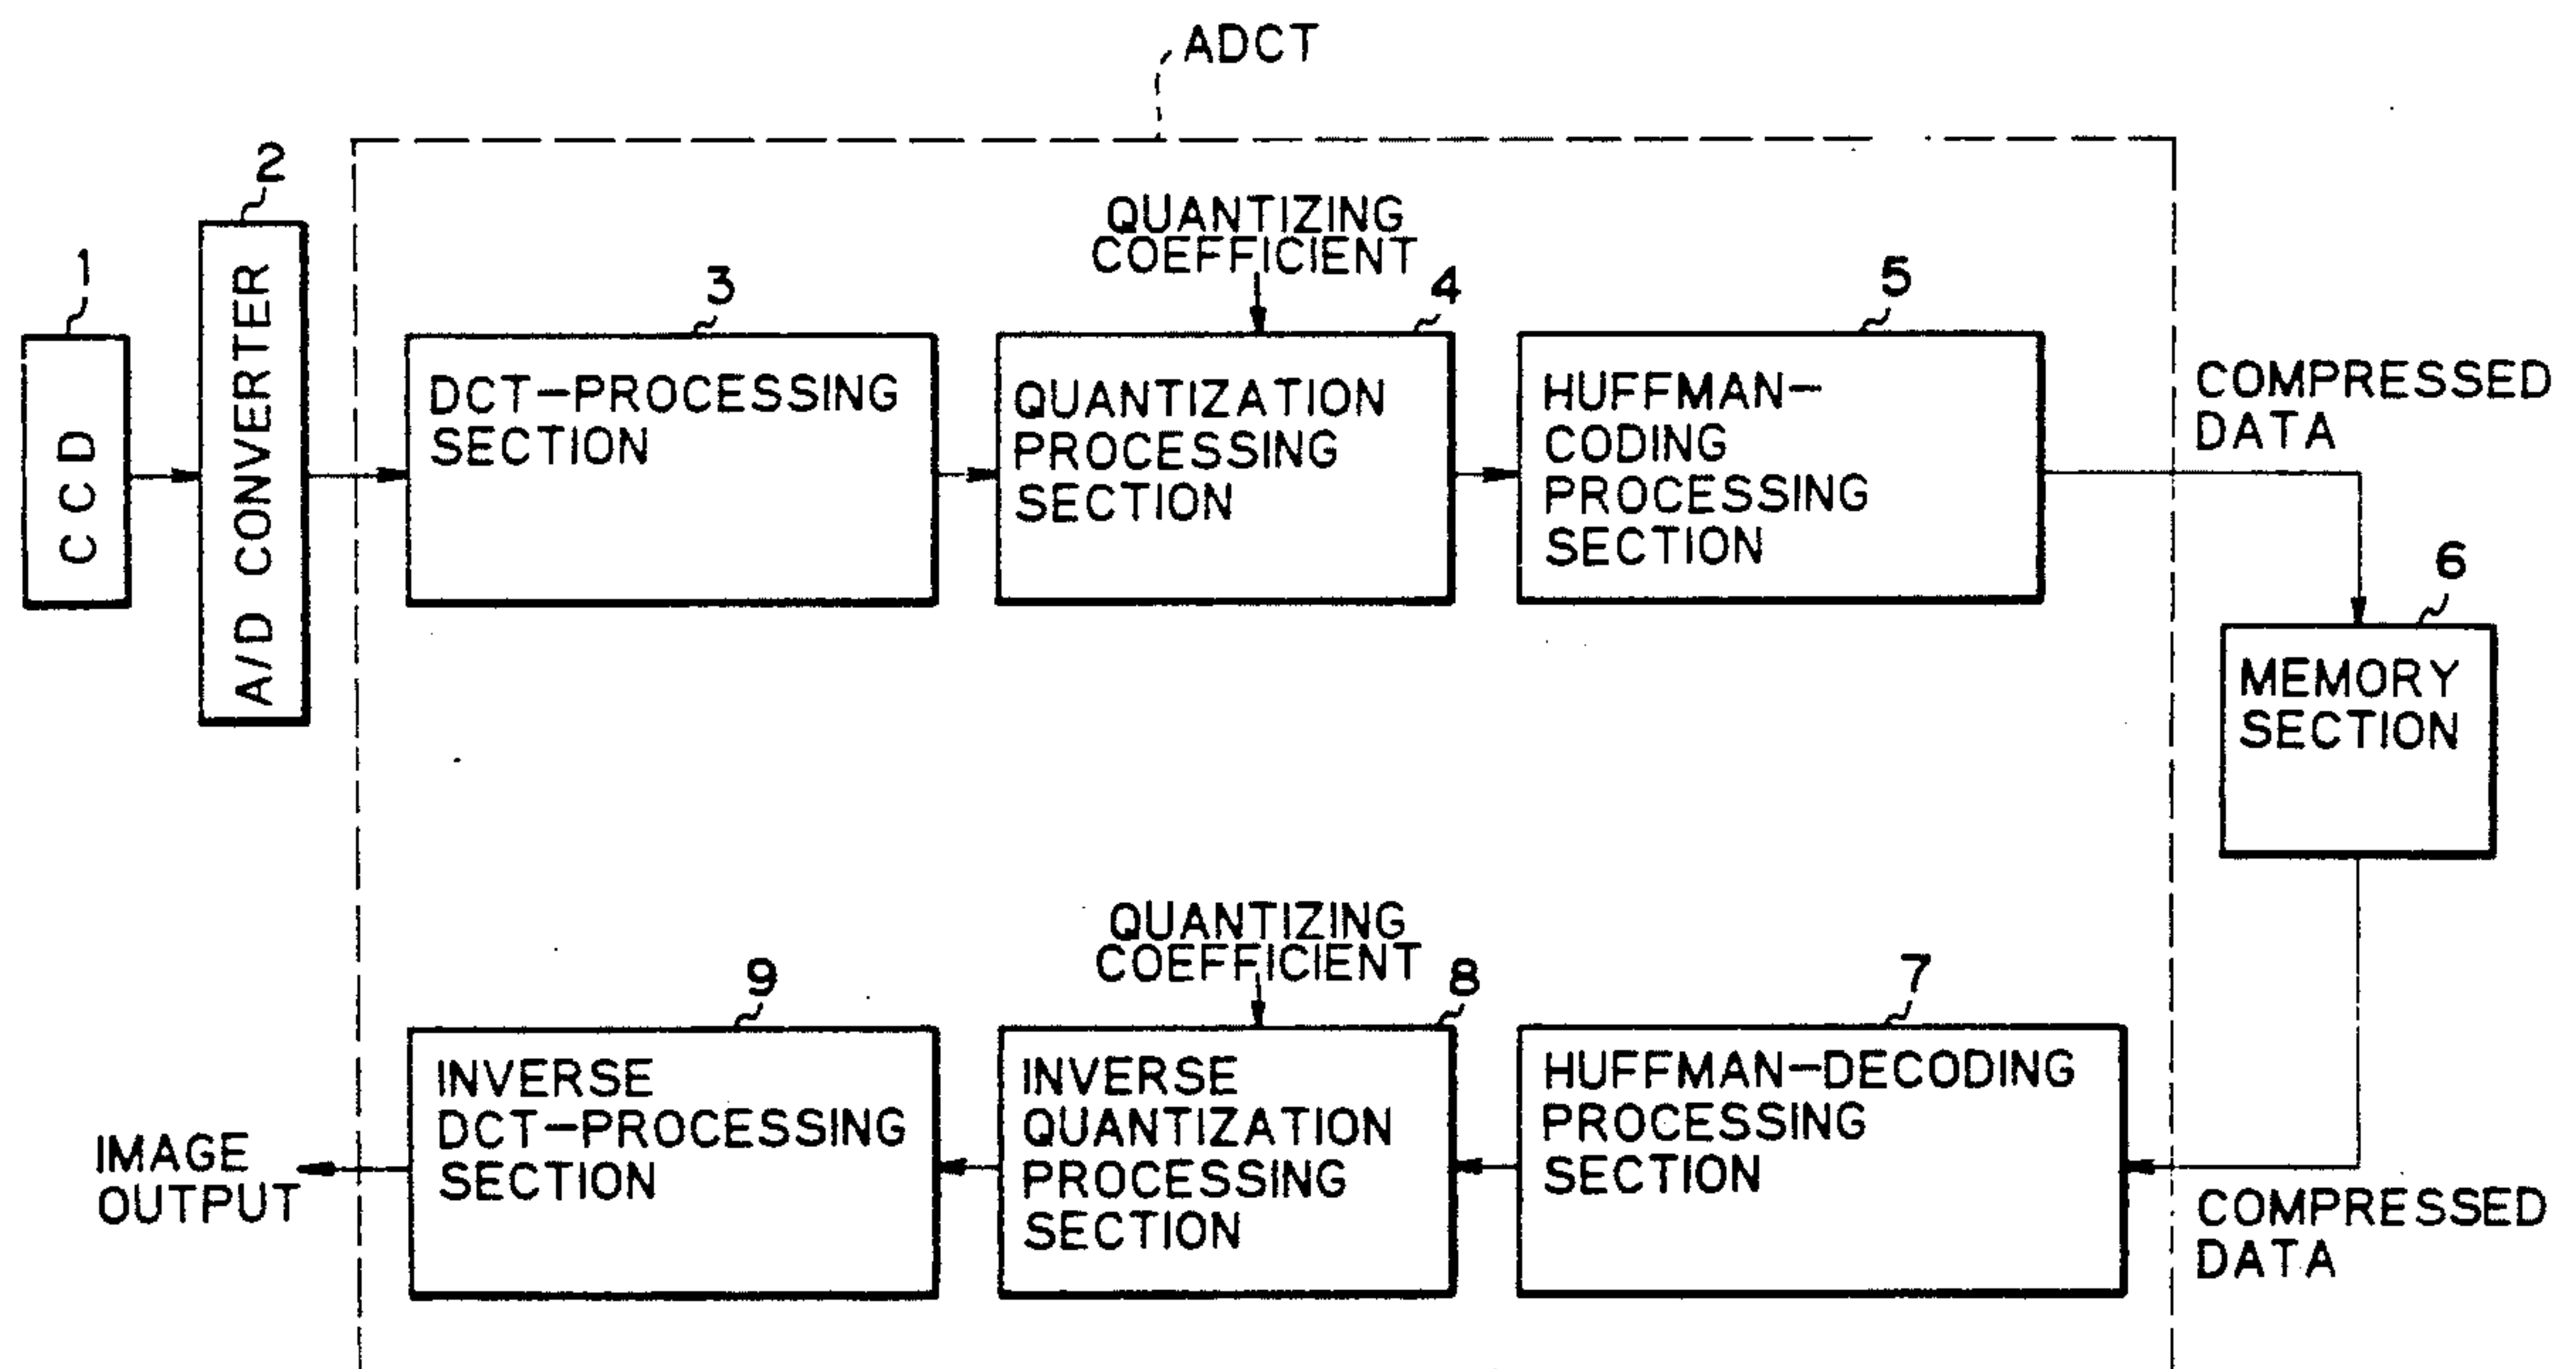 ADCT
1
CCD
2
A/D CONVERTER
3
DCT-PROCESSING
SECTION
QUANTIZING
COEFFICIENT
4
QUANTIZATION
PROCESSING
SECTION
5
HUFFMAN-
CODING
PROCESSING
SECTION
COMPRESSED
DATA
6
MEMORY
SECTION
COMPRESSED
DATA
7
HUFFMAN-DECODING
PROCESSING
SECTION
QUANTIZING
COEFFICIENT
8
INVERSE
QUANTIZATION
PROCESSING
SECTION
9
INVERSE
DCT-PROCESSING
SECTION
IMAGE
OUTPUT